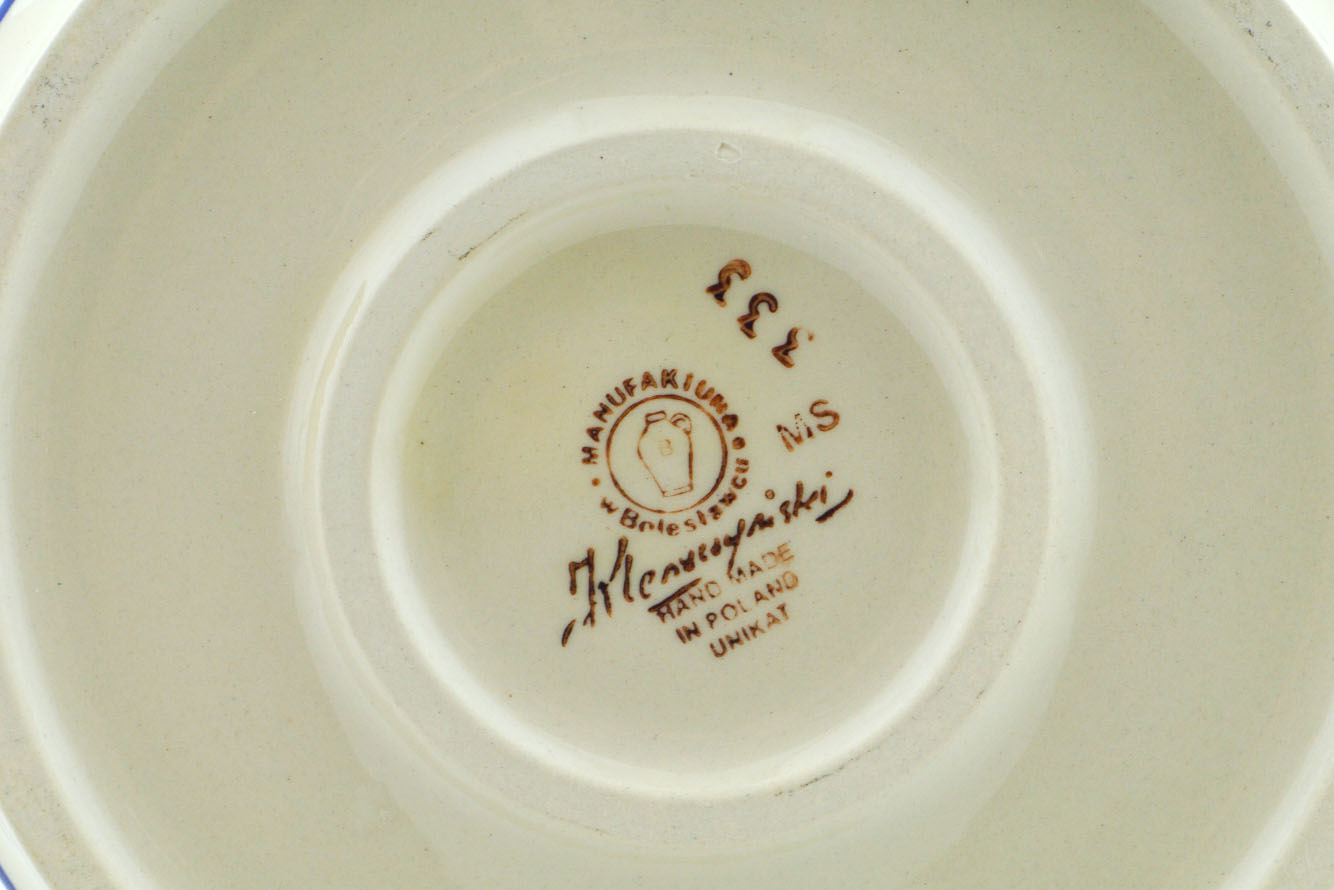 333
MS
MANUFAKTURA
w Bolesławcu
B
HAND MADE
IN POLAND
UNIKAT